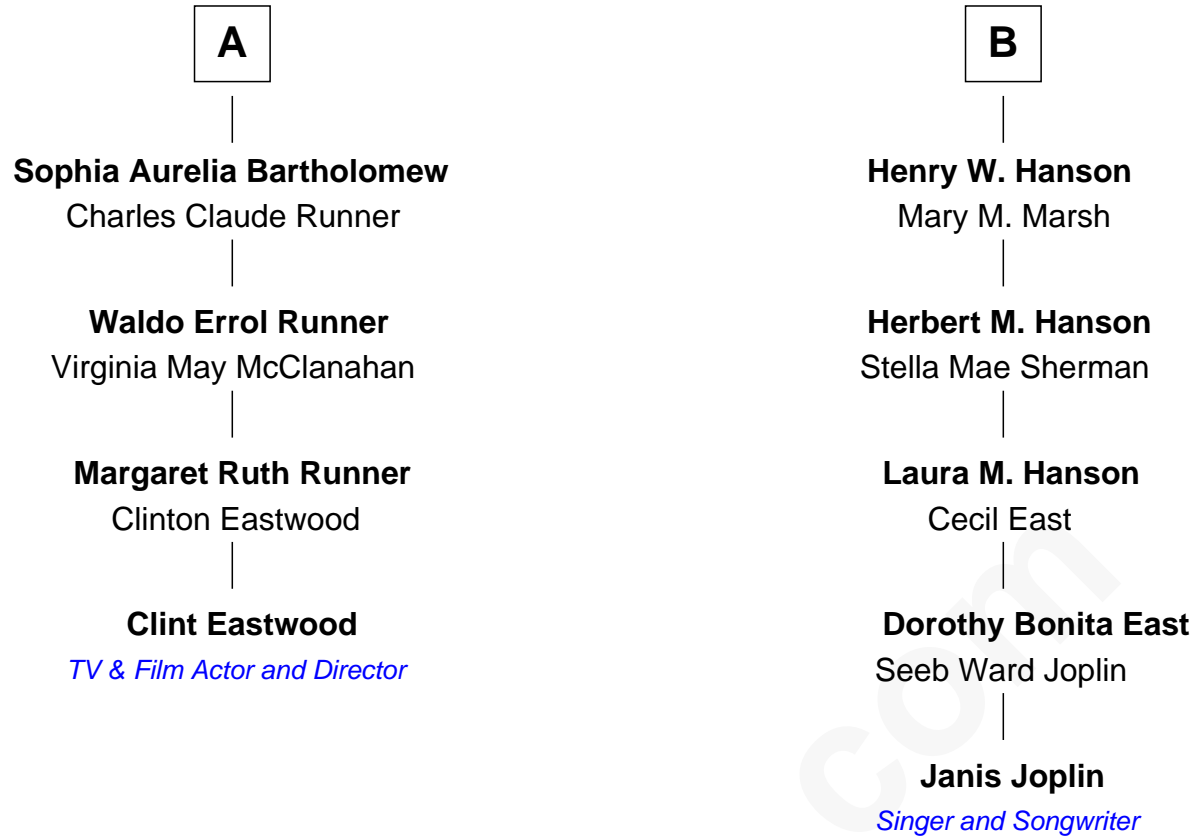 A
Sophia Aurelia Bartholomew
Charles Claude Runner
Waldo Errol Runner
Virginia May McClanahan
Margaret Ruth Runner
Clinton Eastwood
Clint Eastwood
TV & Film Actor and Director
B
Henry W. Hanson
Mary M. Marsh
Herbert M. Hanson
Stella Mae Sherman
Laura M. Hanson
Cecil East
Dorothy Bonita East
Seeb Ward Joplin
Janis Joplin
Singer and Songwriter
com